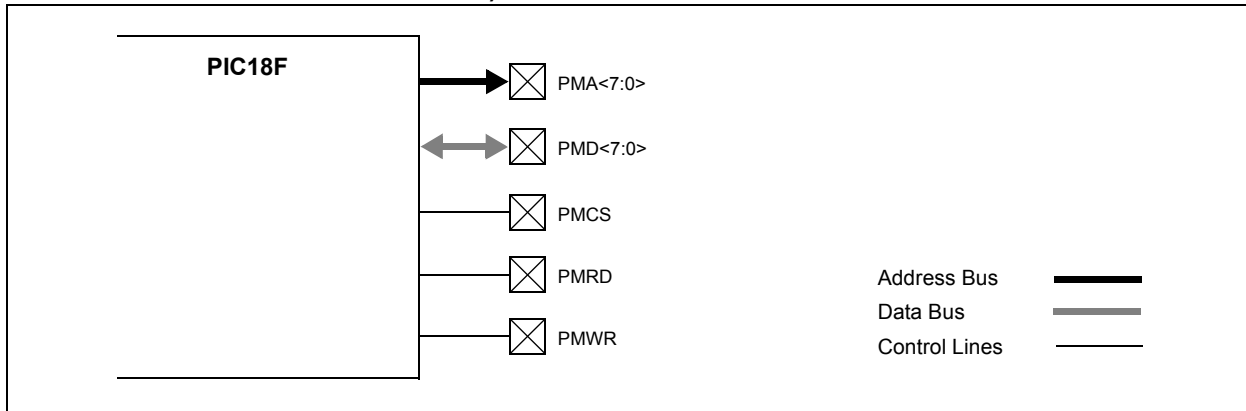 PIC18F
PMA<7:0>
PMD<7:0>
PMCS
PMRD
PMWR
Address Bus
Data Bus
Control Lines